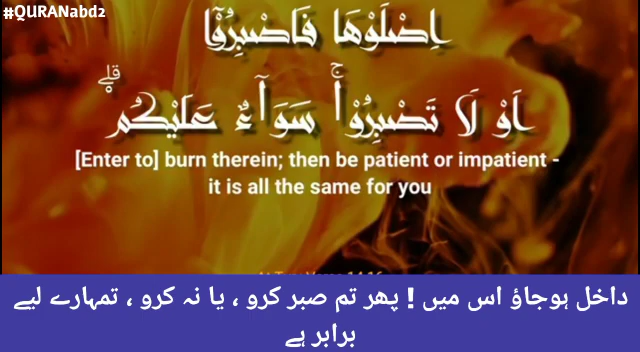 #QURANabd2
اِصْلَوْهَا فَاصْبِرُوْۤا
اَوْ لَا تَصْبِرُوْا ۚ سَوَآءٌ عَلَیْكُمْ ؕ
[Enter to] burn therein; then be patient or impatient -
it is all the same for you
داخل ہوجاؤ اس میں ! پھر تم صبر کرو ، یا نہ کرو ، تمہارے لیے
برابر ہے